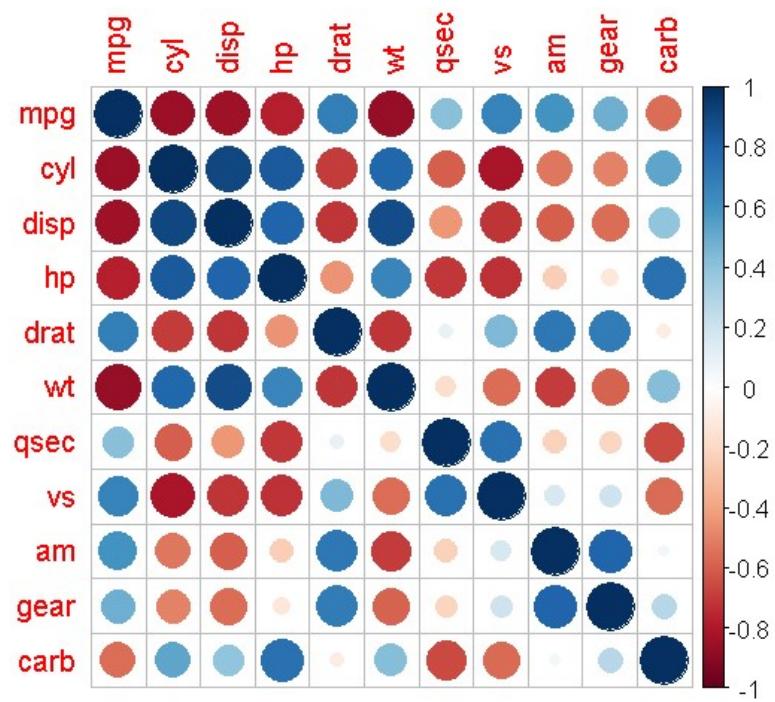 mpg cyl disp hp drat wt qsec vs am gear carb
mpg
cyl
disp
hp
drat
wt
qsec
vs
am
gear
carb
1
0.8
0.6
0.4
0.2
0
-0.2
-0.4
-0.6
-0.8
-1